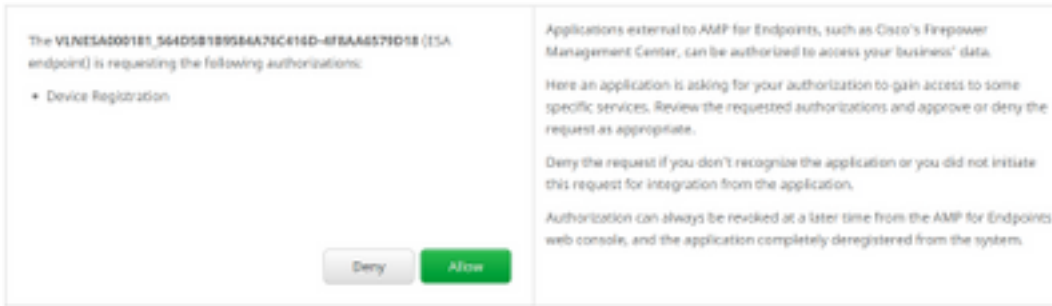 The VLNESA000181_564D5B1B9584A76C416D-4F8AA6579D18 (ESA
endpoint) is requesting the following authorizations:
• Device Registration
Deny
Allow
Applications external to AMP for Endpoints, such as Cisco's Firepower
Management Center, can be authorized to access your business' data.
Here an application is asking for your authorization to gain access to some
specific services. Review the requested authorizations and approve or deny the
request as appropriate.
Deny the request if you don't recognize the application or you did not initiate
this request for integration from the application.
Authorization can always be revoked at a later time from the AMP for Endpoints
web console, and the application completely deregistered from the system.